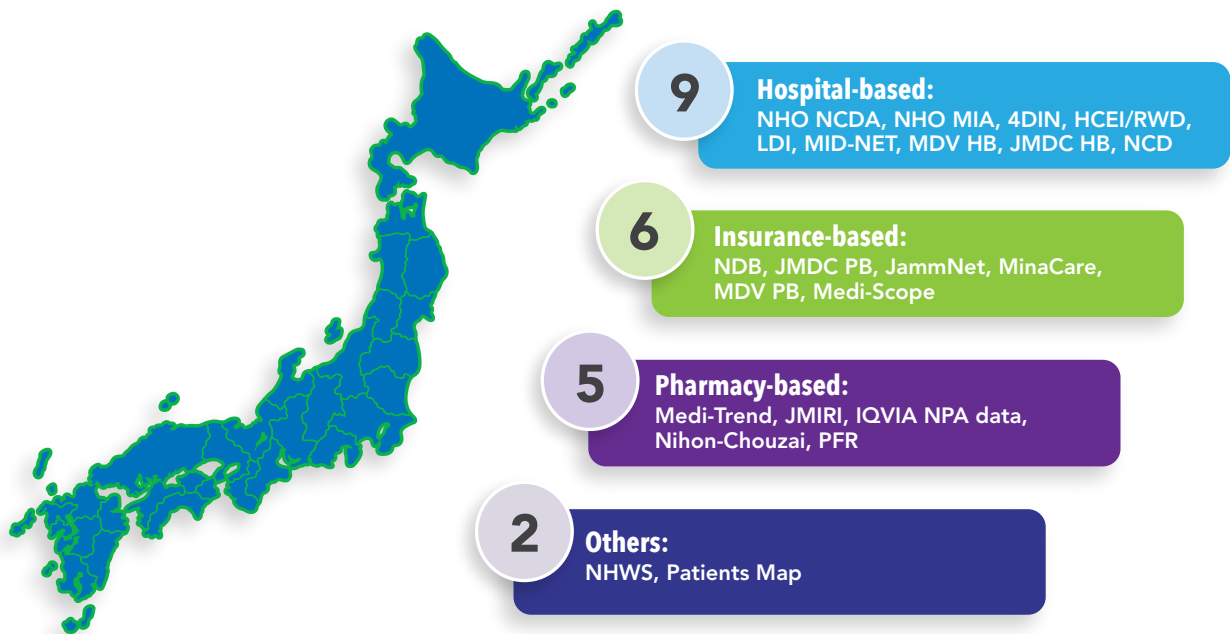 9
Hospital-based:
NHO NCDA, NHO MIA, 4DIN, HCEI/RWD,
LDI, MID-NET, MDV HB, JMDC HB, NCD
6
Insurance-based:
NDB, JMDC PB, JammNet, MinaCare,
MDV PB, Medi-Scope
5
Pharmacy-based:
Medi-Trend, JMIRI, IQVIA NPA data,
Nihon-Chouzai, PFR
2
Others:
NHWS, Patients Map